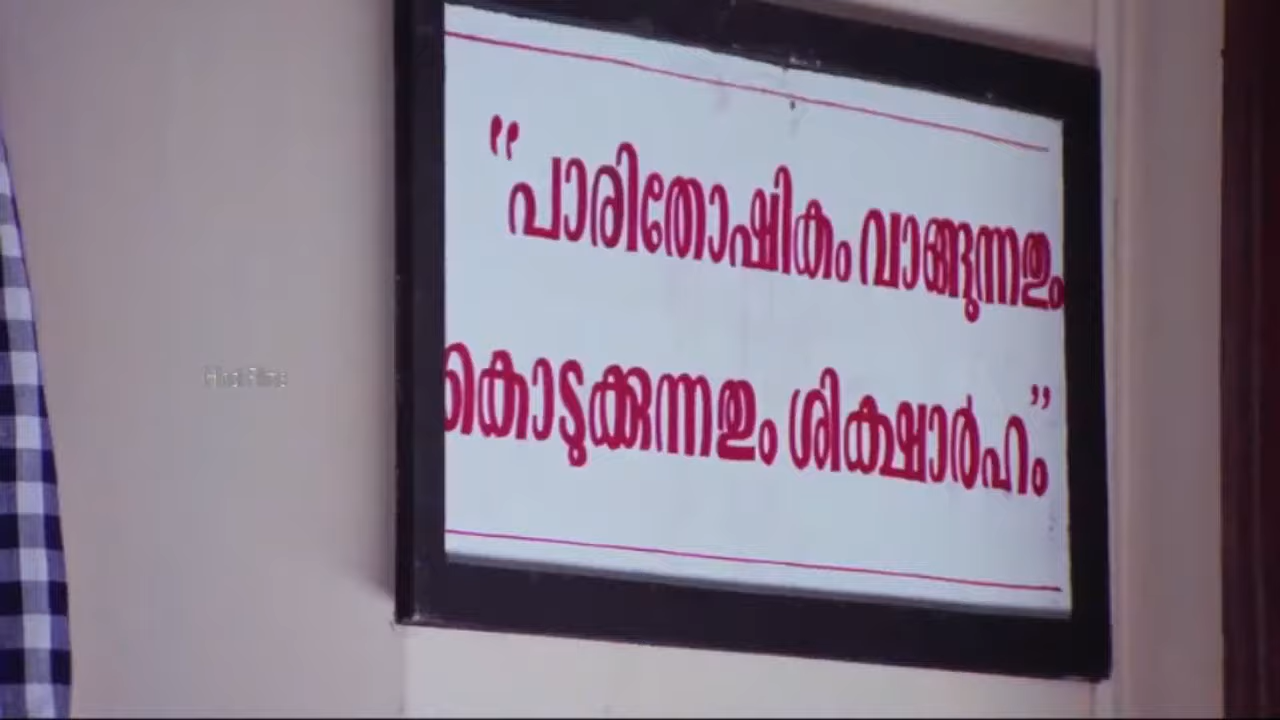 "പാരിതോഷികം വാങ്ങുന്നതും
കൊടുക്കുന്നതും ശിക്ഷാർഹം"